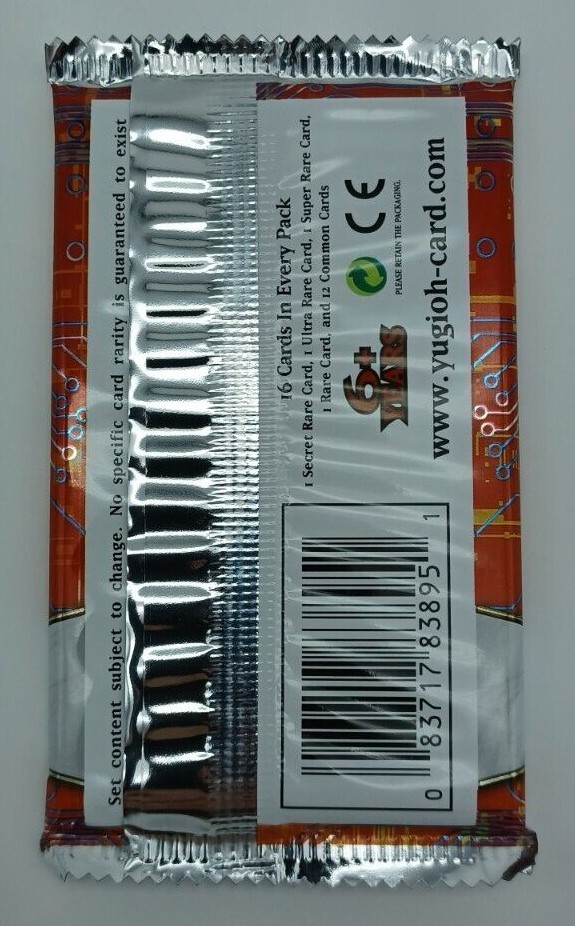 Set content subject to change. No specific card rarity is guaranteed to exist
16 Cards In Every Pack
1 Secret Rare Card, 1 Ultra Rare Card, 1 Super Rare Card,
1 Rare Card, and 12 Common Cards
6+
YEARS
CE
PLEASE RETAIN THE PACKAGING.
www.yugioh-card.com
0 83717 83895 1